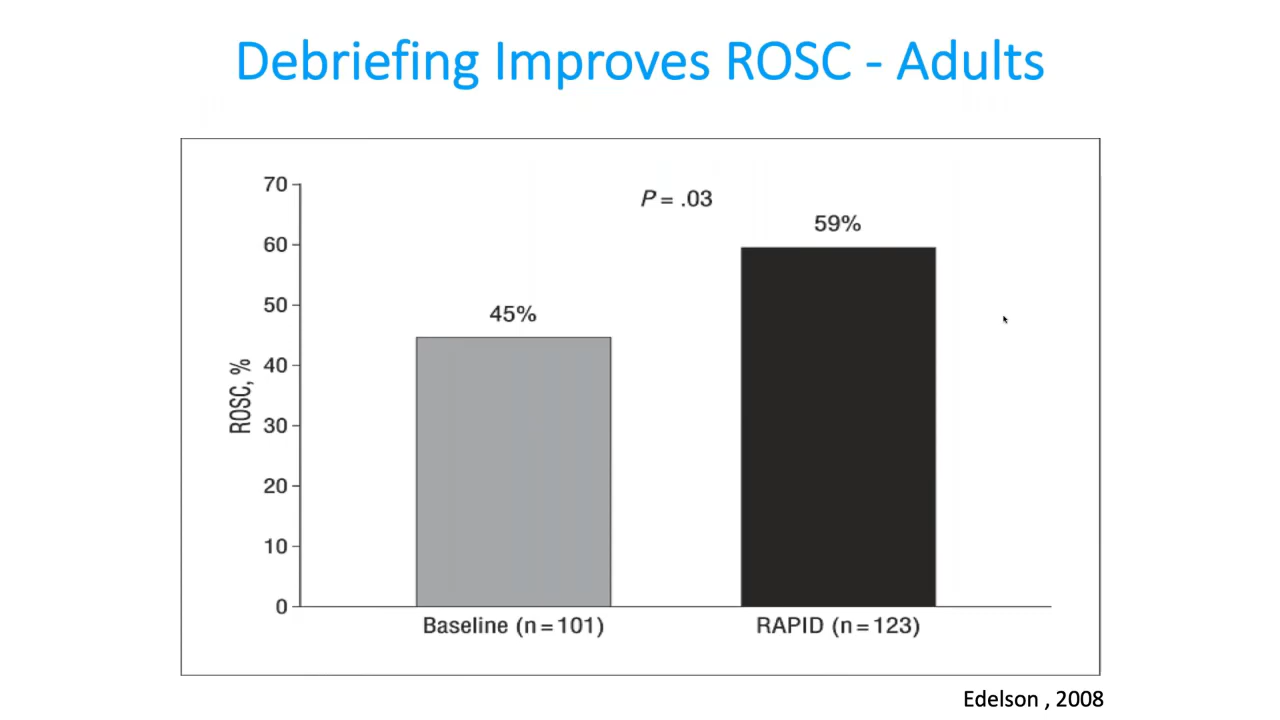 Debriefing Improves ROSC - Adults
P = .03
70
60
50
40
30
20
10
0
ROSC, %
45%
59%
Baseline (n = 101)
RAPID (n = 123)
Edelson , 2008